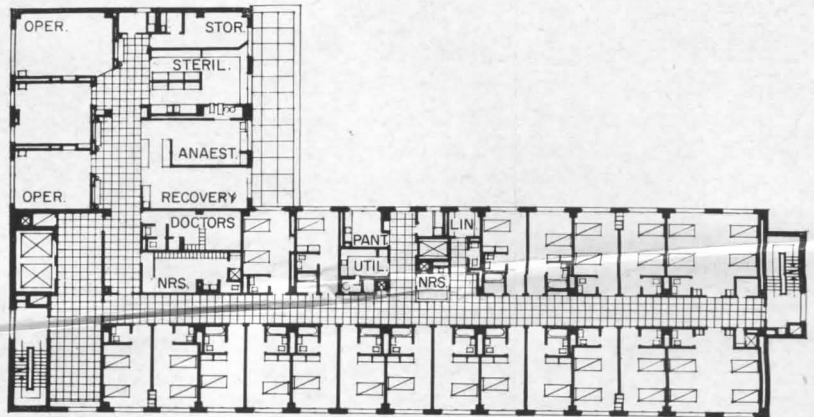 OPER.
STOR.
STERIL.
ANAEST.
OPER.
RECOVERY
DOCTORS
PANT.
LIN
UTIL.
NRS.
NRS.